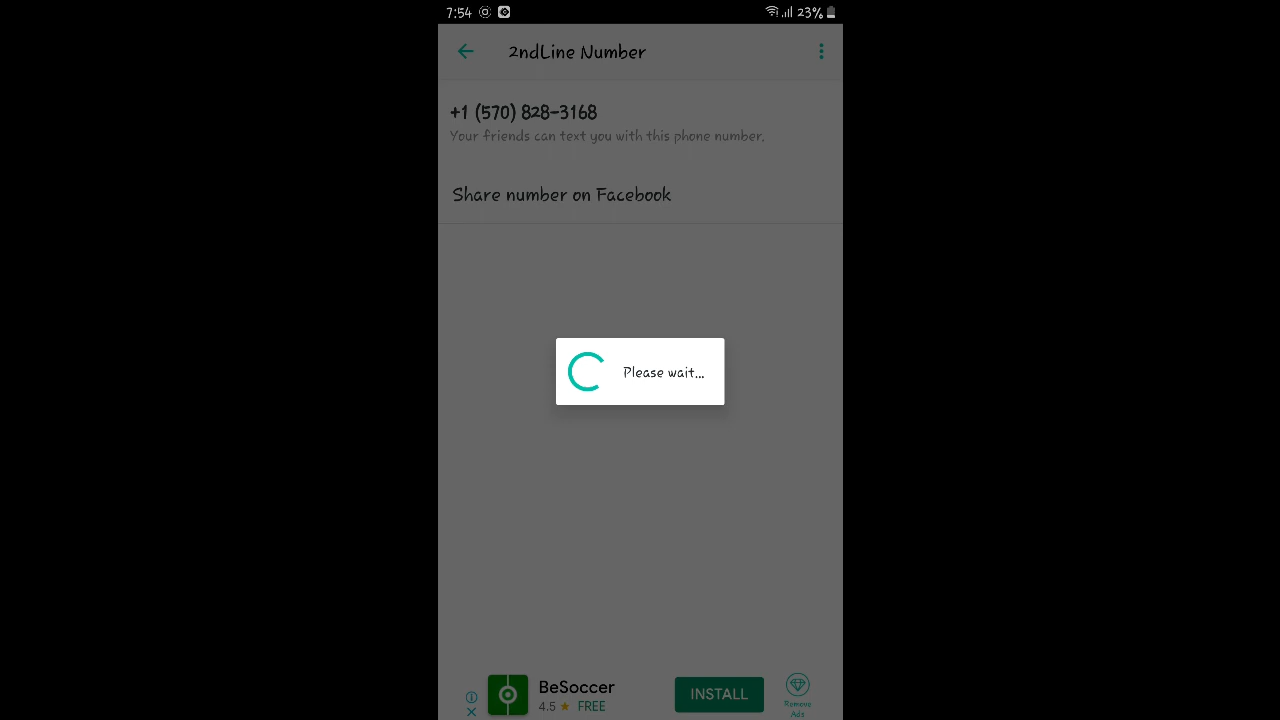 7:54 23%
2ndLine Number
+1 (570) 828-3168
Your friends can text you with this phone number.
Share number on Facebook
Please wait...
BeSoccer
4.5 ★ FREE
INSTALL
Remove
Ads